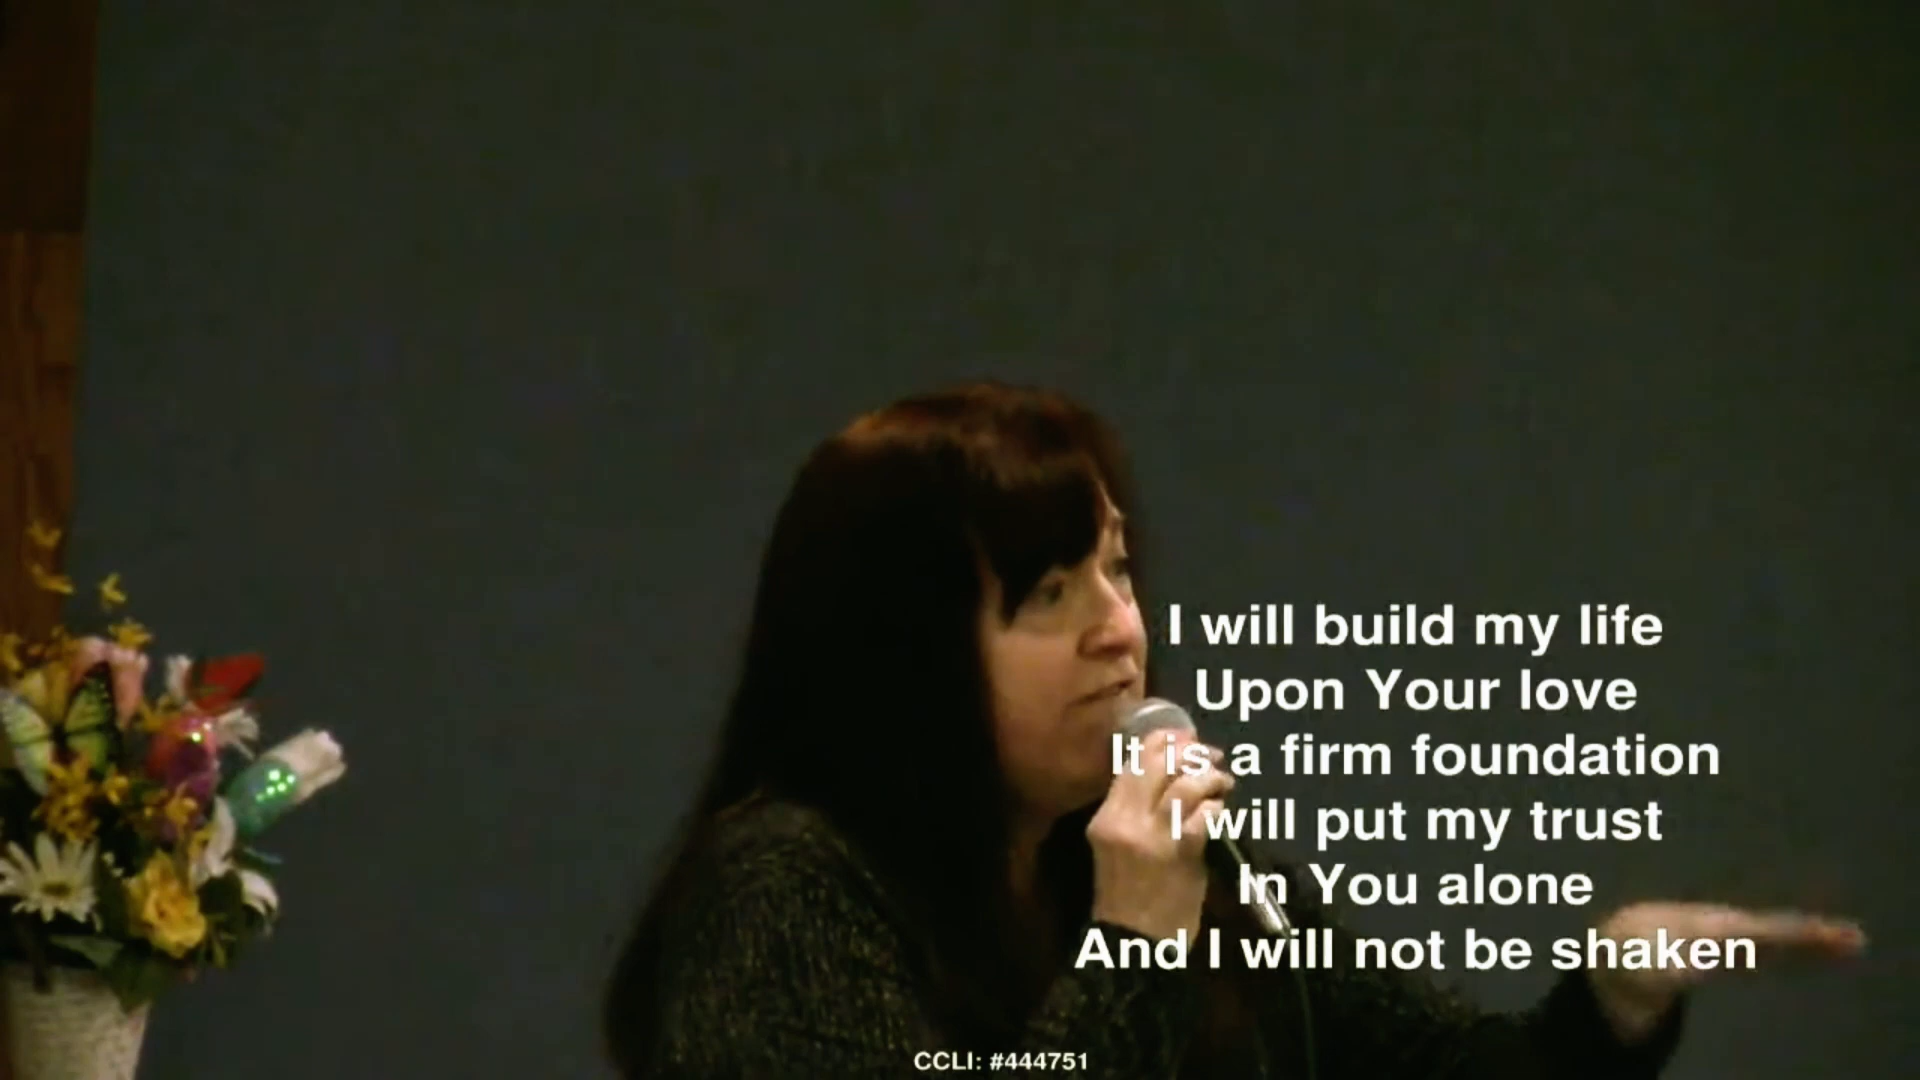 I will build my life
Upon Your love
It is a firm foundation
I will put my trust
In You alone
And I will not be shaken
CCLI: #444751